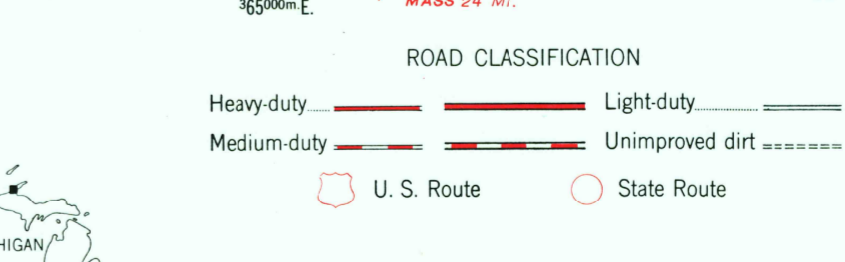 ³65⁰⁰⁰ᵐ·E.
MASS 24 MI.
ROAD CLASSIFICATION
Heavy-duty Light-duty
Medium-duty Unimproved dirt
U. S. Route State Route
HIGAN